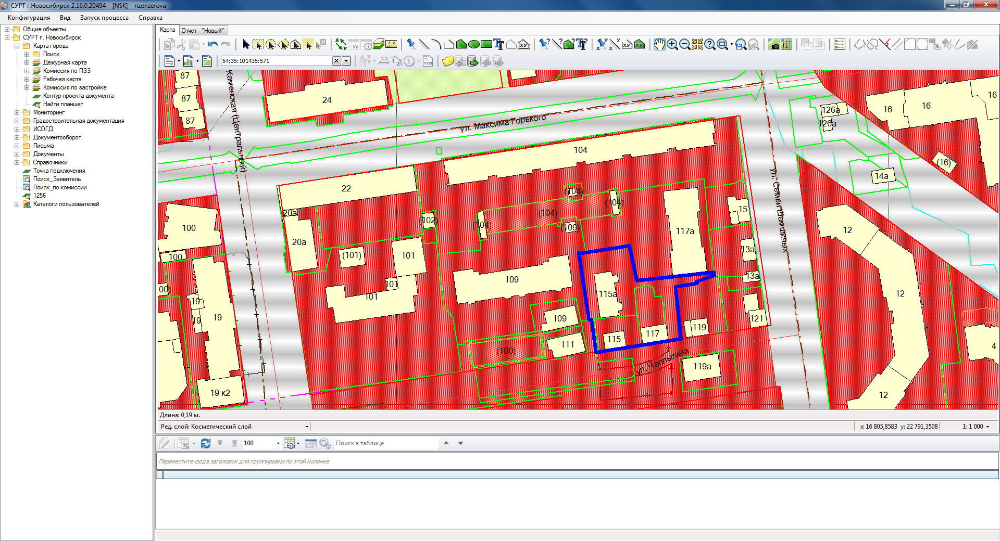 СУРТ г.Новосибирск 2.16.0.20494 – [NSK] – nzenzerova
Конфигурация Вид Запуск процесса Справка
Общие объекты
СУРТ г. Новосибирск
Карта города
Поиск
Дежурная карта
Комиссия по ПЗЗ
Рабочая карта
Комиссия по застройке
Контур проекта документа
Найти планшет
Мониторинг
Градостроительная документация
ИСОГД
Документооборот
Письма
Документы
Справочники
Точка подключения
Поиск_Заявитель
Поиск_по комиссии
1256
Каталоги пользователей
Карта Отчет - "Новый"
54:35:101435:571
87
87
87
24
Каменская (Центральный)
ул. Максима Горького
16
16
16
126а
126а
(16)
14а
104
22
20а
20а
(102)
(104)
(104)
(104)
(104)
(109)
117а
15
13а
13а
121
ул. Семьи Шамшиных
12
12
12
4
100
100
00)
19
19
19
19 к2
(101)
101
101
101
109
109
111
(100)
115а
115
117
119
119а
ул. Чаплыгина
Длина: 0,19 м.
Ред. слой: Косметический слой
x: 16 805,8583 y: 22 791,3508
1: 1 000
100
Поиск в таблице
Переместите сюда заголовок для группировки по этой колонке